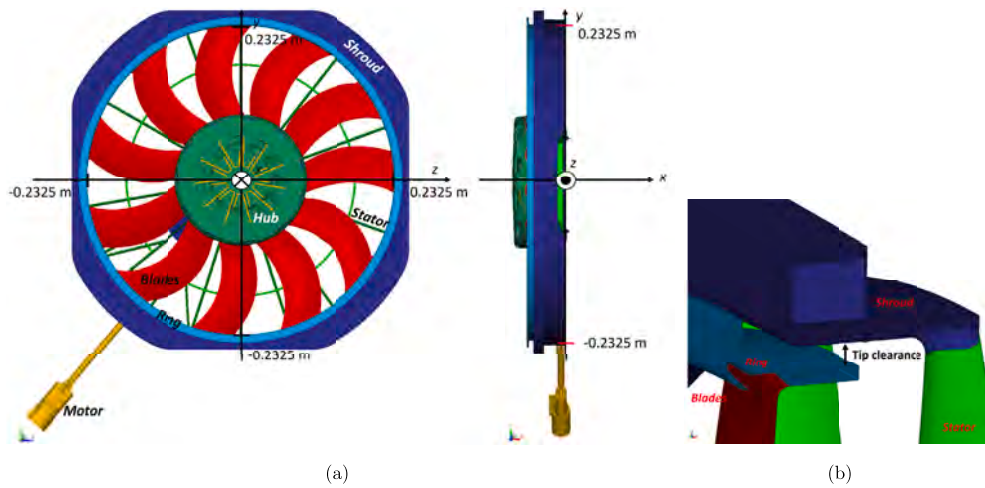 y
0.2325 m
Shroud
z
-0.2325 m
0.2325 m
Hub
Stator
Blades
Ring
-0.2325 m
Motor
y
0.2325 m
z
x
-0.2325 m
Shroud
Tip clearance
Ring
Blades
Stator
(a)
(b)